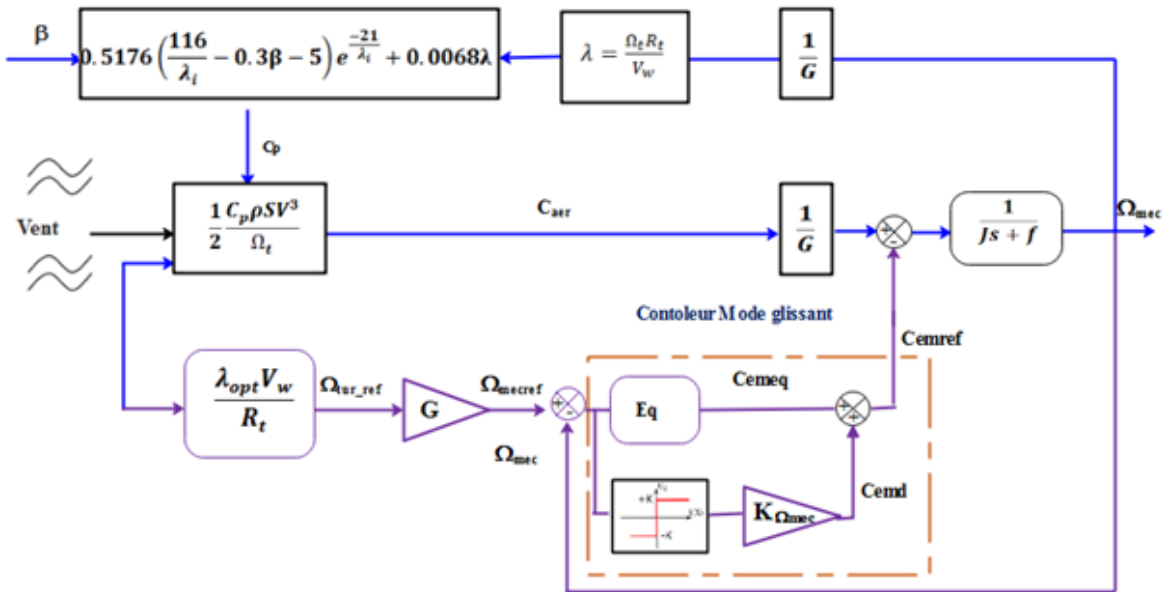 β
0.5176 (116/λi − 0.3β − 5) e^(−21/λi) + 0.0068λ
λ = ΩtRt/Vw
1/G
Cp
Vent
1/2 CpρSV³/Ωt
Caer
1/G
+
-
1/(Js + f)
Ωmec
Contoleur Mode glissant
Cemref
λoptVw/Rt
Ωtur_ref
G
Ωmecref
+
-
Ωmec
Eq
Cemeq
+
+
Cemd
+K
-K
KΩmec